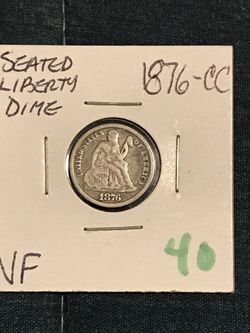 SEATED
LIBERTY
DIME
1876-CC
UNITED STATES OF AMERICA
1876
VF
40